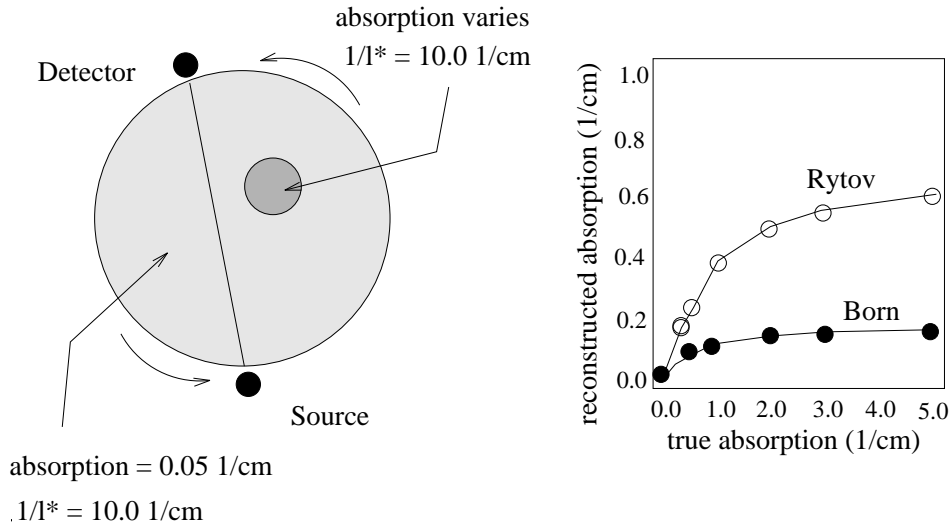 absorption varies
1/l* = 10.0 1/cm
Detector
Source
absorption = 0.05 1/cm
.1/l* = 10.0 1/cm
reconstructed absorption (1/cm)
1.0
0.8
0.6
0.4
0.2
0.0
Rytov
Born
0.0 1.0 2.0 3.0 4.0 5.0
true absorption (1/cm)